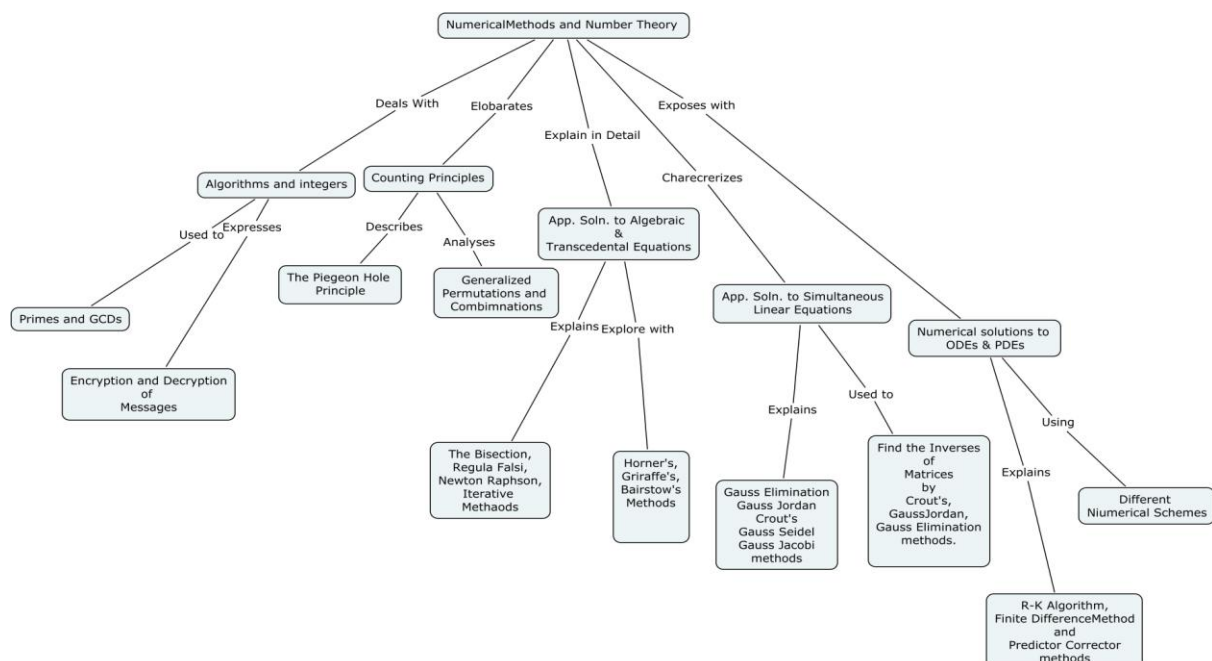 NumericalMethods and Number Theory
Deals With
Elobarates
Explain in Detail
Charecrerizes
Exposes with
Algorithms and integers
Counting Principles
App. Soln. to Algebraic
&
Transcedental Equations
App. Soln. to Simultaneous
Linear Equations
Numerical solutions to
ODEs & PDEs
Used to
Expresses
Describes
Analyses
Explains
Explore with
Explains
Used to
Explains
Using
Primes and GCDs
Encryption and Decryption
of
Messages
The Piegeon Hole
Principle
Generalized
Permutations and
Combimnations
The Bisection,
Regula Falsi,
Newton Raphson,
Iterative
Methaods
Horner's,
Griraffe's,
Bairstow's
Methods
Gauss Elimination
Gauss Jordan
Crout's
Gauss Seidel
Gauss Jacobi
methods
Find the Inverses
of
Matrices
by
Crout's,
GaussJordan,
Gauss Elimination
methods.
Different
Niumerical Schemes
R-K Algorithm,
Finite DifferenceMethod
and
Predictor Corrector
methods